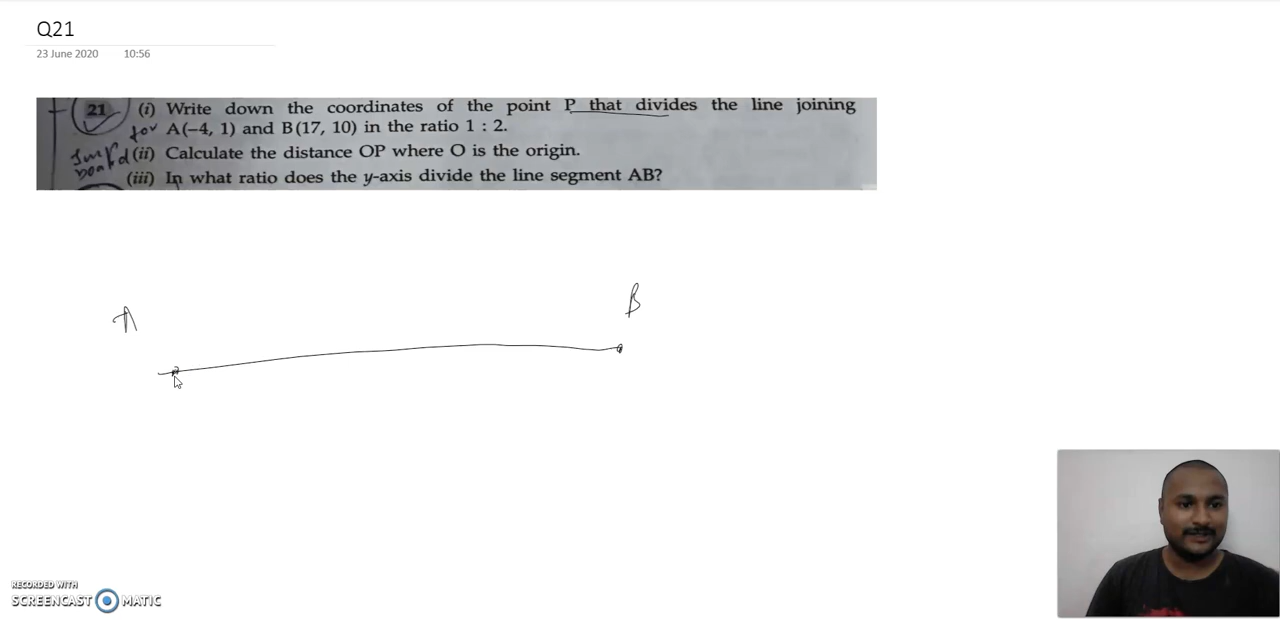 Q21
23 June 2020 10:56
21 (i) Write down the coordinates of the point P that divides the line joining
for A(–4, 1) and B(17, 10) in the ratio 1 : 2.
(ii) Calculate the distance OP where O is the origin.
board
(iii) In what ratio does the y-axis divide the line segment AB?
A
B
RECORDED WITH
SCREENCAST MATIC